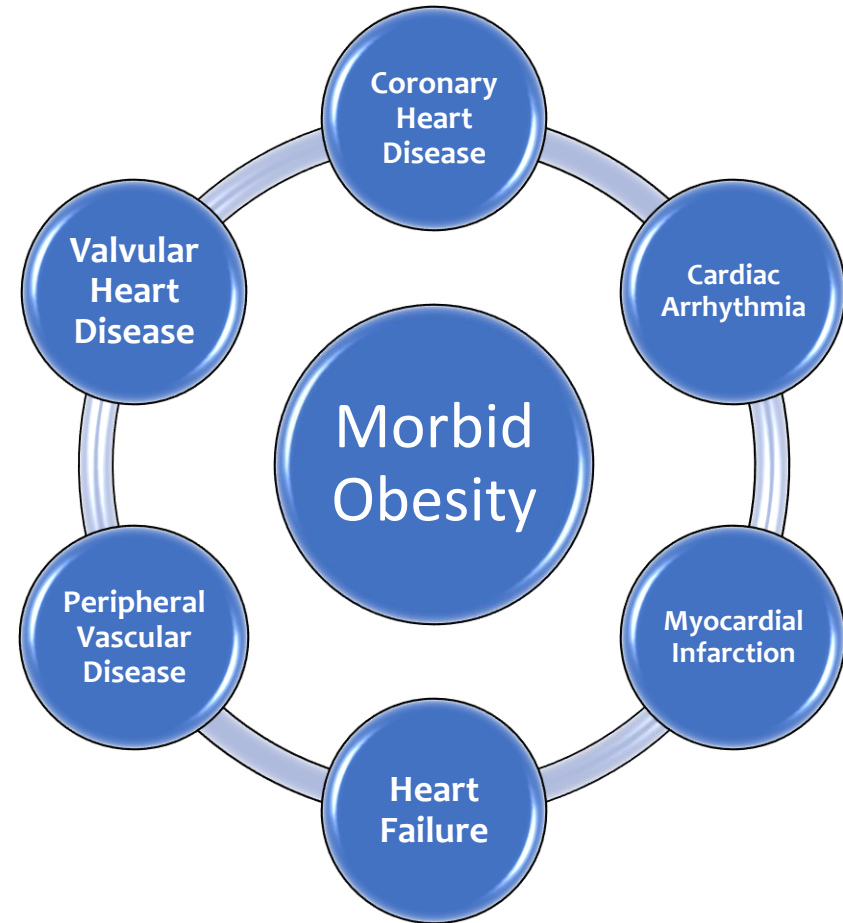 Coronary
Heart
Disease
Cardiac
Arrhythmia
Myocardial
Infarction
Heart
Failure
Peripheral
Vascular
Disease
Valvular
Heart
Disease
Morbid
Obesity